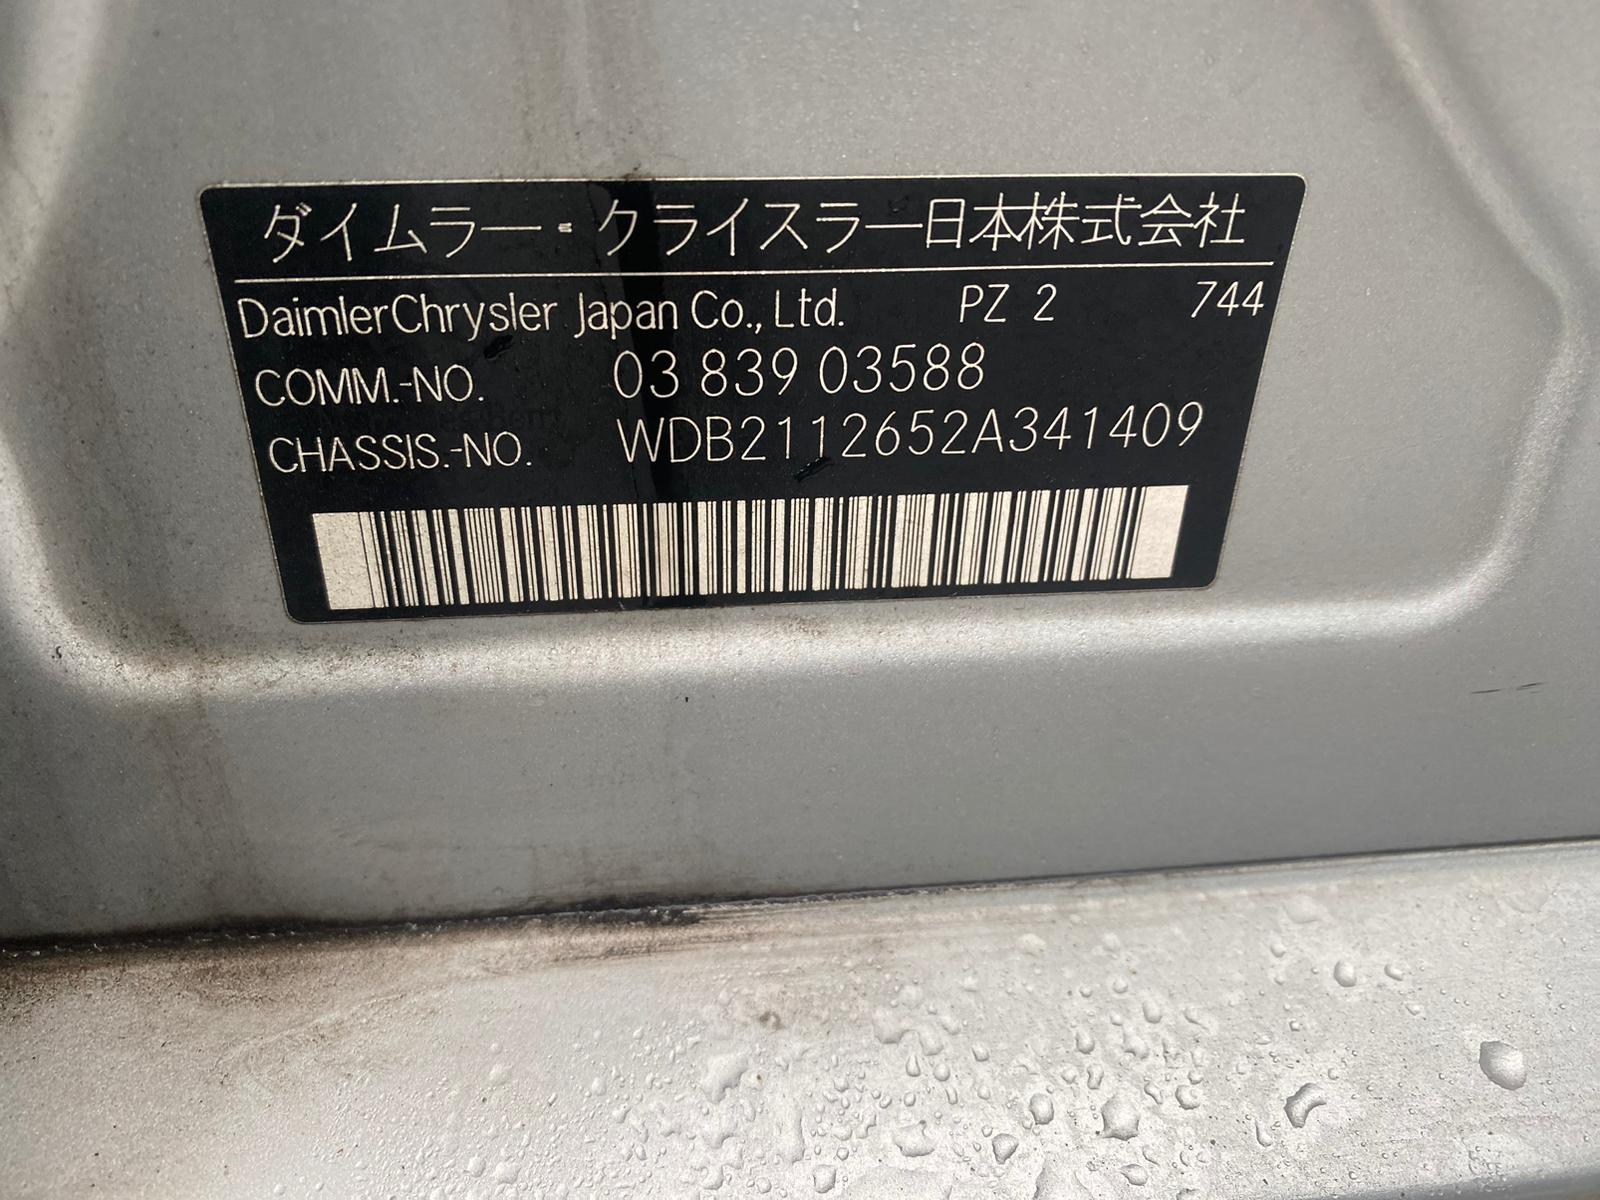 ダイムラー・クライスラー日本株式会社
DaimlerChrysler Japan Co., Ltd. PZ 2 744
COMM.-NO. 03 839 03588
CHASSIS.-NO. WDB2112652A341409